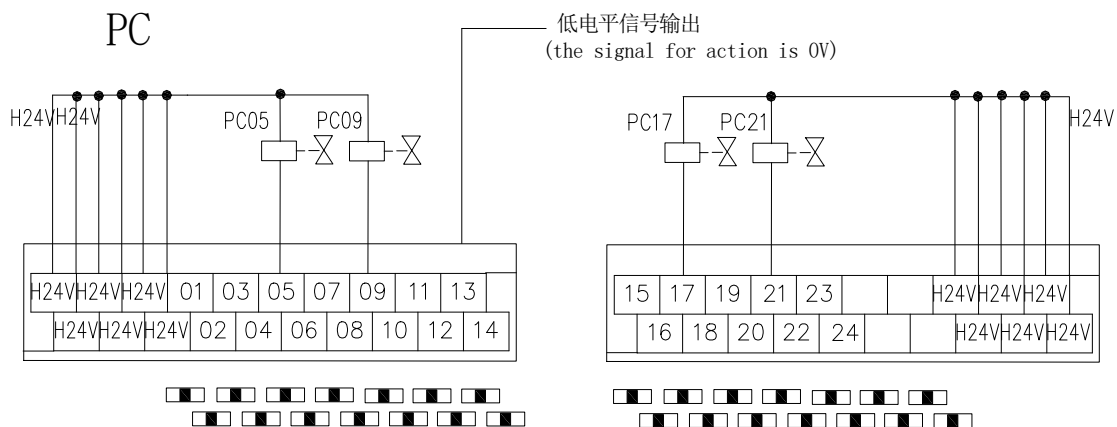 PC
低电平信号输出
(the signal for action is 0V)
H24V H24V
PC05 PC09
PC17 PC21
H24V
H24V H24V H24V 01 03 05 07 09 11 13
H24V H24V H24V 02 04 06 08 10 12 14
15 17 19 21 23 H24V H24V H24V
16 18 20 22 24 H24V H24V H24V